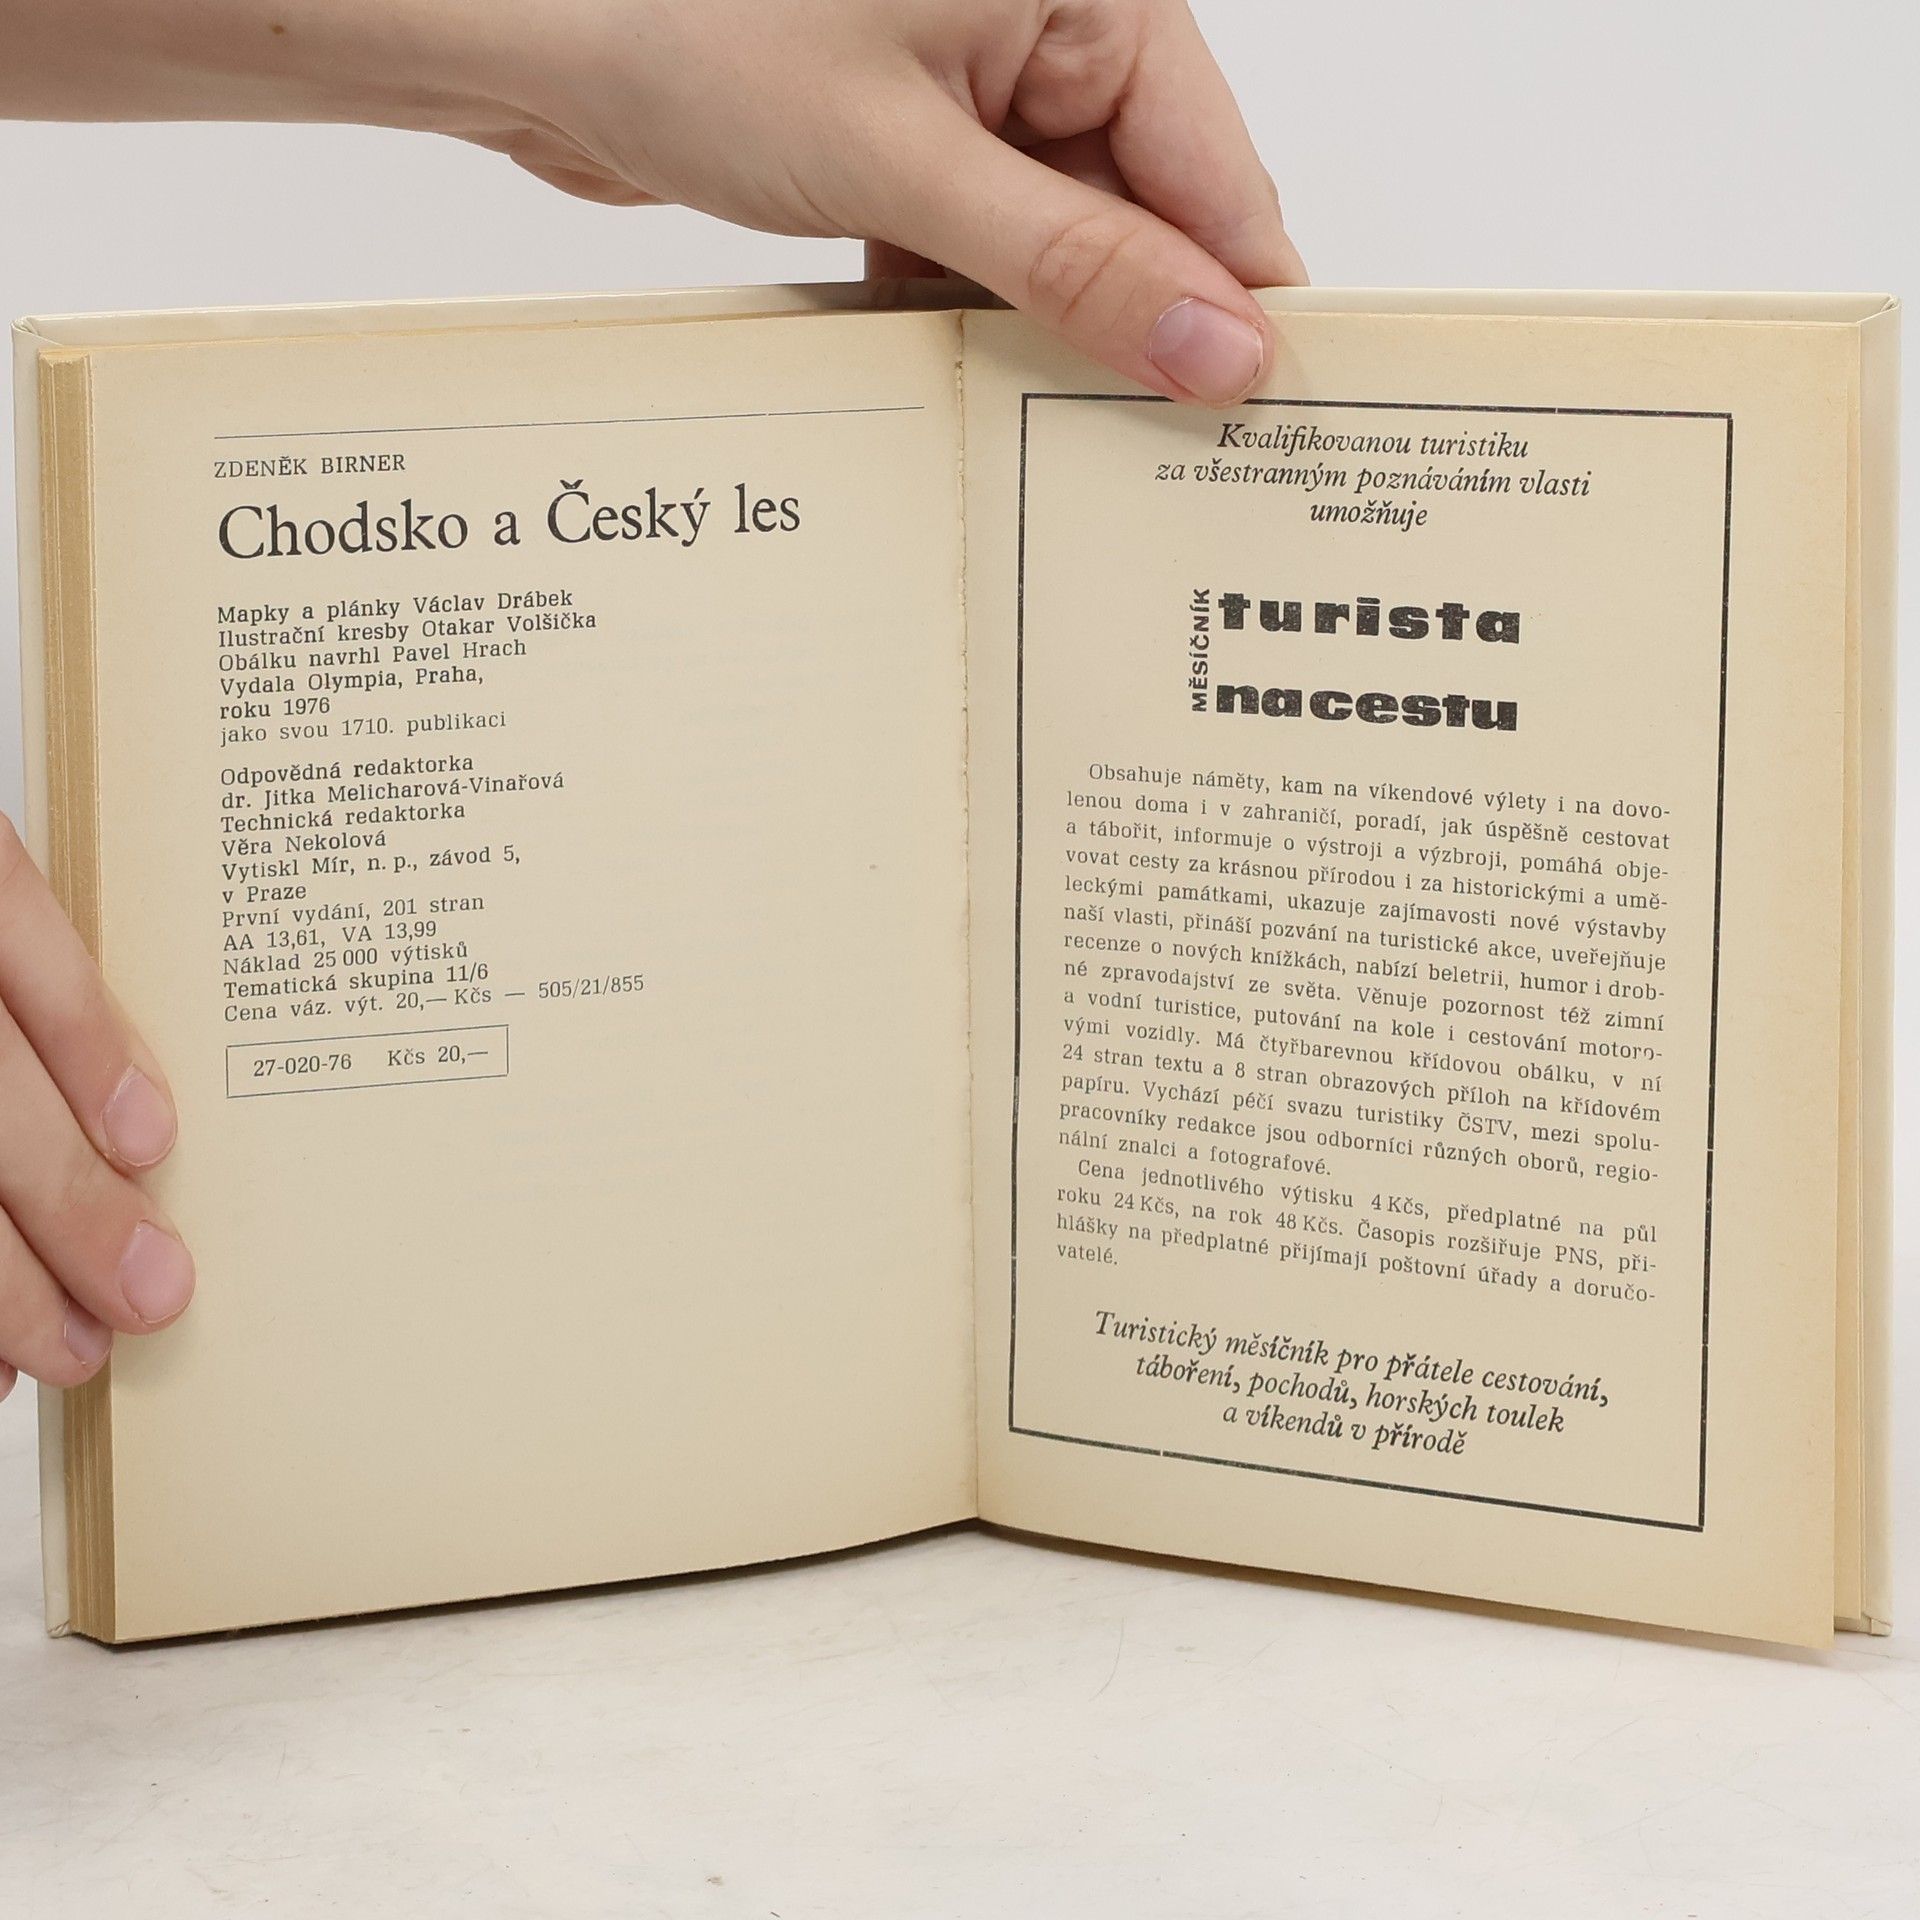 ZDENĚK BIRNER
Chodsko a Český les
Mapky a plánky Václav Drábek
Ilustrační kresby Otakar Volšička
Obálku navrhl Pavel Hrach
Vydala Olympia, Praha,
roku 1976
jako svou 1710. publikaci
Odpovědná redaktorka
dr. Jitka Melicharová-Vinařová
Technická redaktorka
Věra Nekolová
Vytiskl Mír, n. p., závod 5,
v Praze
První vydání, 201 stran
AA 13,61, VA 13,99
Náklad 25 000 výtisků
Tematická skupina 11/6
Cena váz. výt. 20,— Kčs — 505/21/855
27-020-76 Kčs 20,—
Kvalifikovanou turistiku
za všestranným poznáváním vlasti
umožňuje
MĚSÍČNÍK
turista
nacestu
Obsahuje náměty, kam na víkendové výlety i na dovo-
lenou doma i v zahraničí, poradí, jak úspěšně cestovat
a tábořit, informuje o výstroji a výzbroji, pomáhá obje-
vovat cesty za krásnou přírodou i za historickými a umě-
leckými památkami, ukazuje zajímavosti nové výstavby
naší vlasti, přináší pozvání na turistické akce, uveřejňuje
recenze o nových knížkách, nabízí beletrii, humor i drob-
né zpravodajství ze světa. Věnuje pozornost též zimní
a vodní turistice, putování na kole i cestování motoro-
vými vozidly. Má čtyřbarevnou křídovou obálku, v ní
24 stran textu a 8 stran obrazových příloh na křídovém
papíru. Vychází péčí svazu turistiky ČSTV, mezi spolu-
pracovníky redakce jsou odborníci různých oborů, regio-
nální znalci a fotografové.
Cena jednotlivého výtisku 4 Kčs, předplatné na půl
roku 24 Kčs, na rok 48 Kčs. Časopis rozšiřuje PNS, při-
hlášky na předplatné přijímají poštovní úřady a doručo-
vatelé.
Turistický měsíčník pro přátele cestování,
táboření, pochodů, horských toulek
a víkendů v přírodě